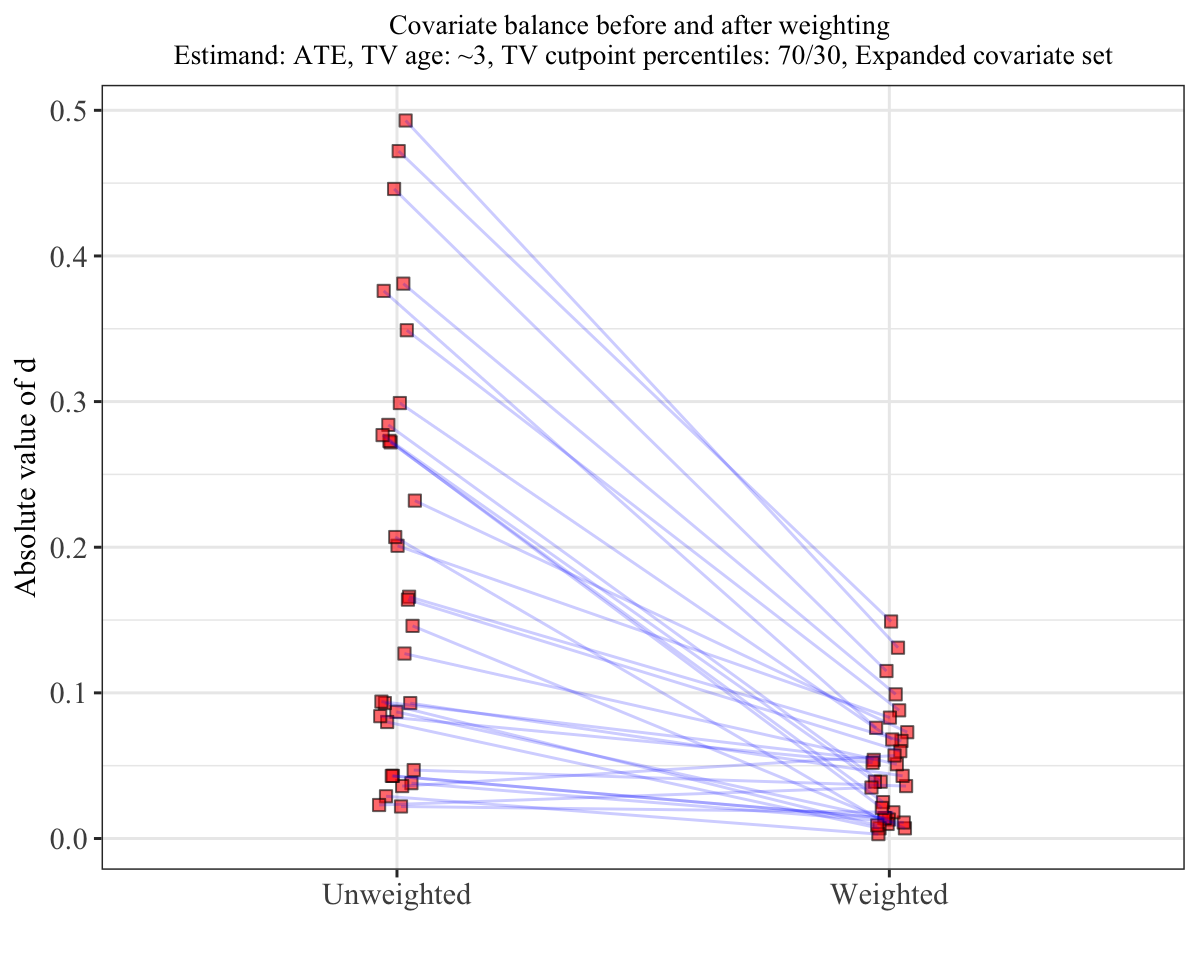 Covariate balance before and after weighting
Estimand: ATE, TV age: ~3, TV cutpoint percentiles: 70/30, Expanded covariate set
Absolute value of d
0.5
0.4
0.3
0.2
0.1
0.0
Unweighted
Weighted